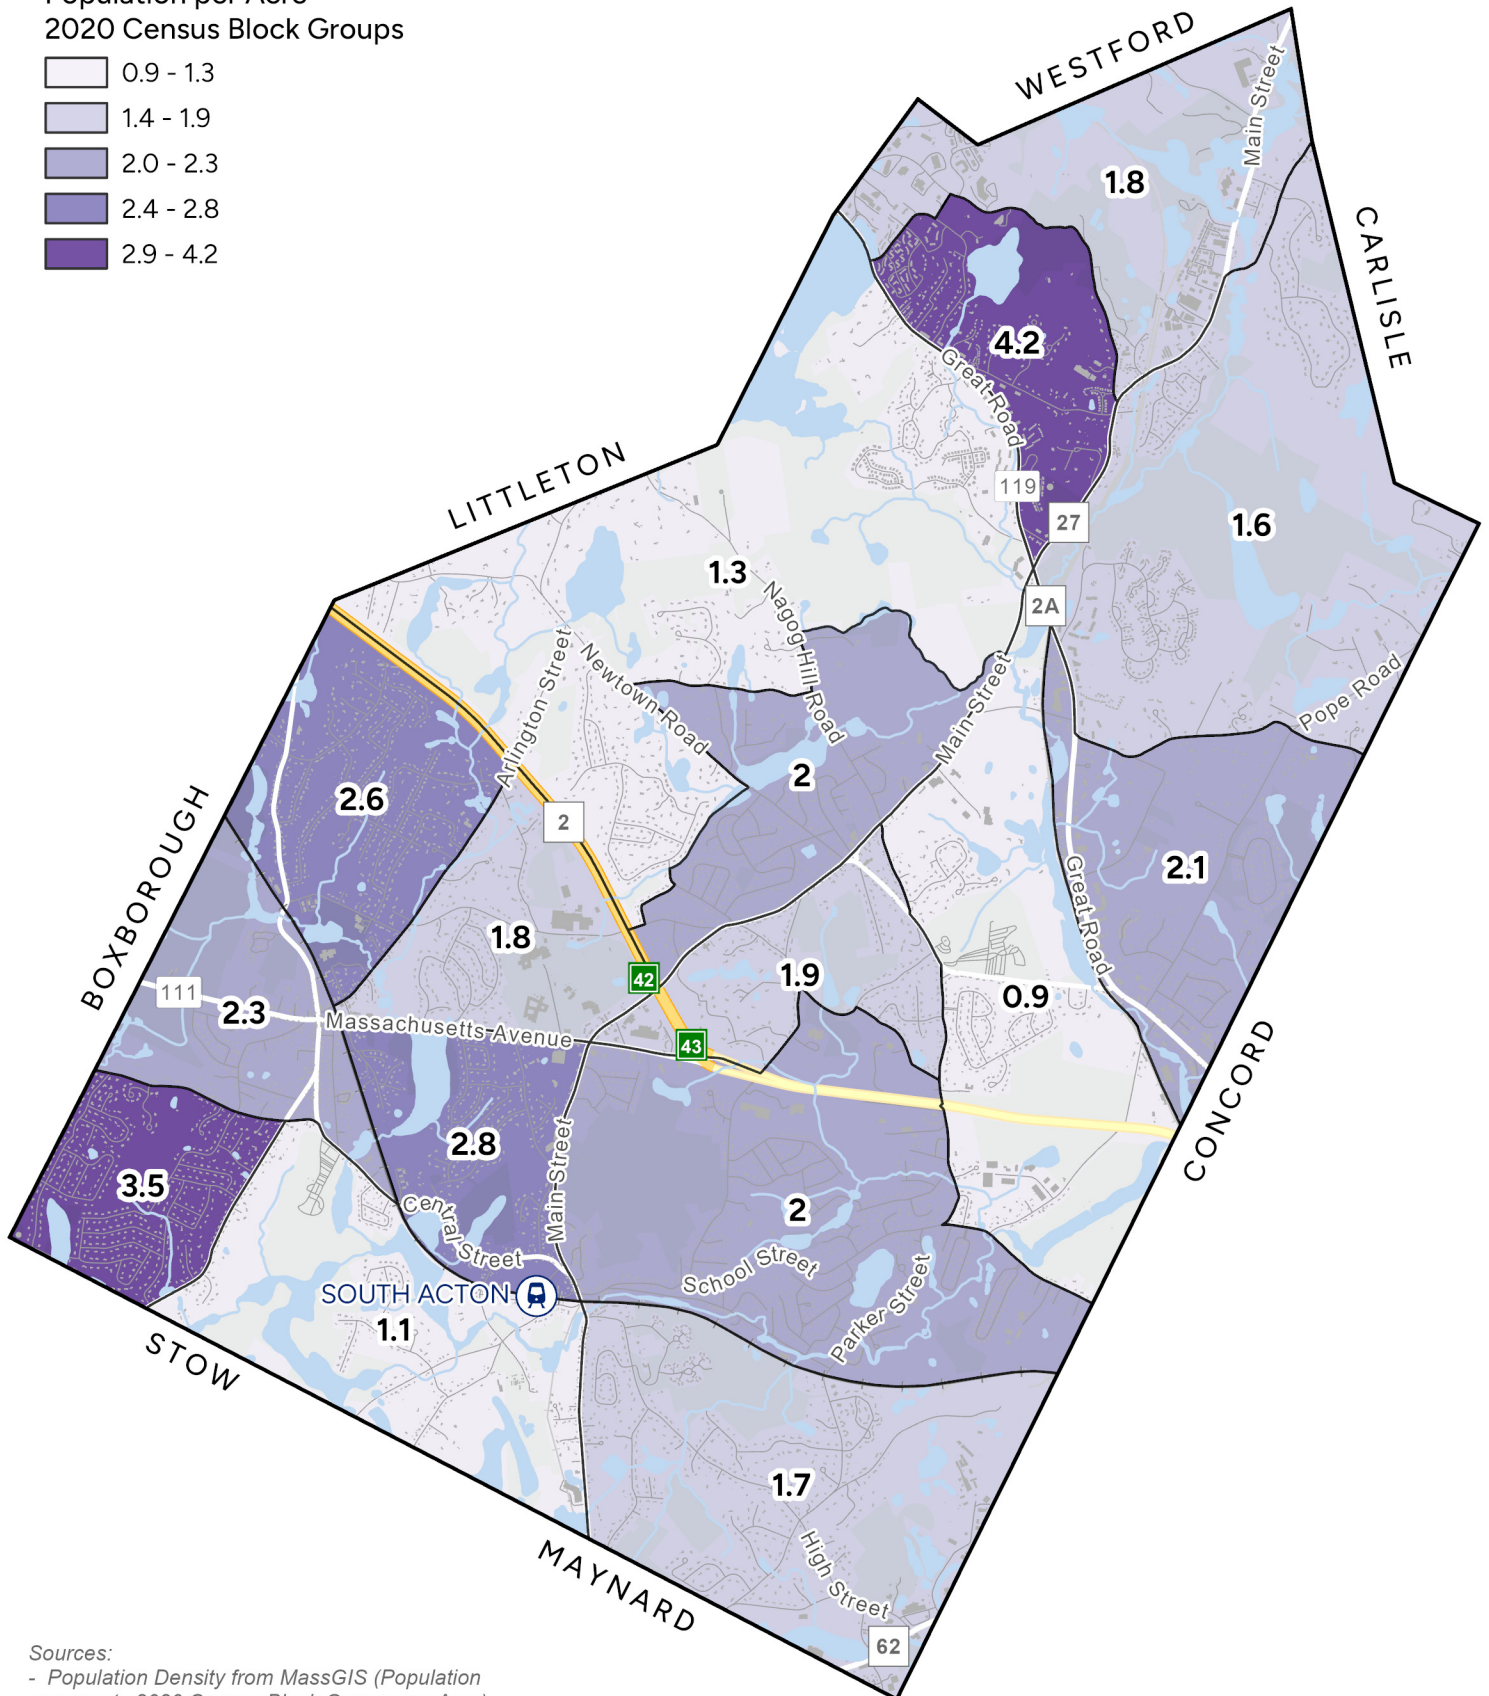 Population per Acre
2020 Census Block Groups
0.9 - 1.3
1.4 - 1.9
2.0 - 2.3
2.4 - 2.8
2.9 - 4.2
WESTFORD
Main Street
1.8
CARLISLE
4.2
Great Road
LITTLETON
119
27
1.6
1.3
2A
Nagog Hill Road
Arlington Street
Newtown Road
Main Street
Pope Road
2
2.6
2
BOXBOROUGH
2.1
Great Road
1.8
42
1.9
111
2.3
0.9
Massachusetts Avenue
43
CONCORD
2.8
3.5
Main Street
Central Street
2
School Street
Parker Street
SOUTH ACTON
1.1
STOW
1.7
High Street
MAYNARD
62
Sources:
- Population Density from MassGIS (Population